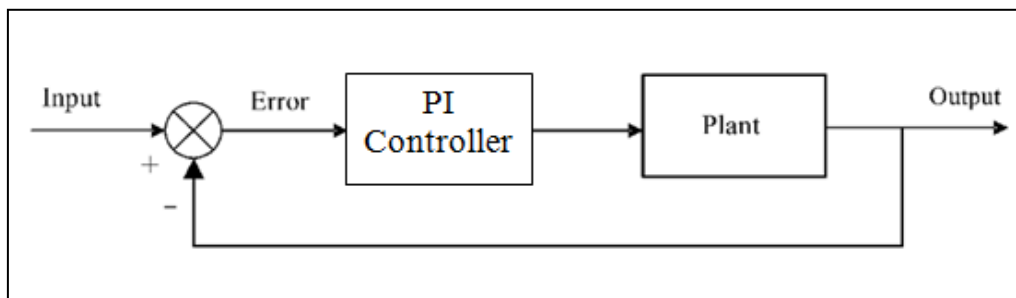 Input
Error
PI
Controller
Plant
Output
+
−